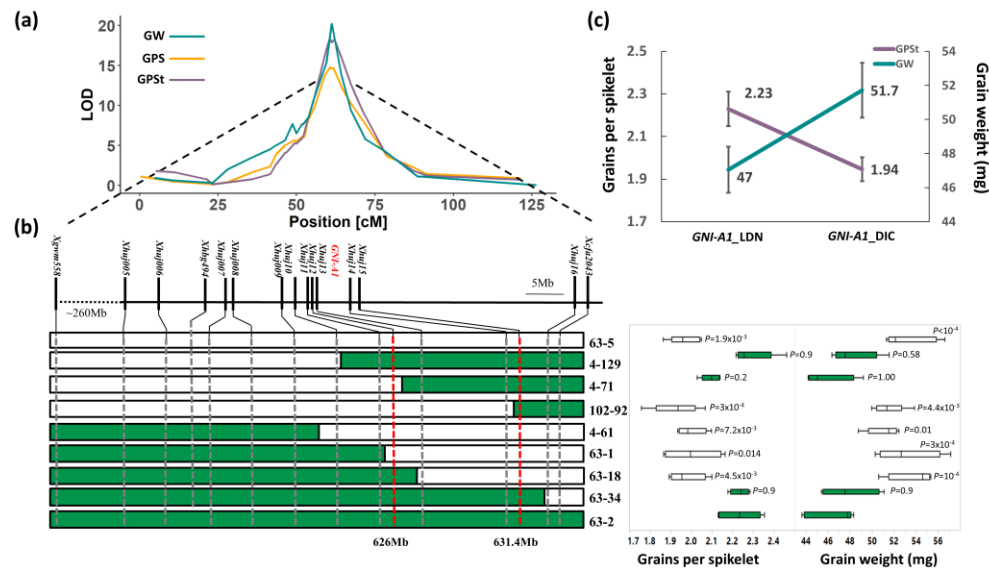 (a)
20
15
10
5
0
LOD
GW
GPS
GPSt
0
25
50
75
100
125
Position [cM]
(c)
2.5
2.3
2.1
1.9
1.7
Grains per spikelet
54
52
50
48
46
44
Grain weight (mg)
GPSt
GW
2.23
51.7
47
1.94
GNI-A1_LDN
GNI-A1_DIC
(b)
Xgwm558
Xhuj005
Xhuj006
Xhbg494
Xhuj007
Xhuj008
Xhuj009
Xhuj10
Xhuj11
Xhuj12
Xhuj13
GNI-A1
Xhuj14
Xhuj15
Xhuj16
Xcfa2043
~260Mb
5Mb
63-5
4-129
4-71
102-92
4-61
63-1
63-18
63-34
63-2
626Mb
631.4Mb
P=1.9x10⁻³
P=0.9
P=0.2
P=3x10⁻⁴
P=7.2x10⁻³
P=0.014
P=4.5x10⁻³
P=0.9
1.7 1.8 1.9 2.0 2.1 2.2 2.3 2.4
Grains per spikelet
P<10⁻⁴
P=0.58
P=1.00
P=4.4x10⁻³
P=0.01
P=3x10⁻⁴
P=10⁻⁴
P=0.9
44 46 48 50 52 54 56
Grain weight (mg)